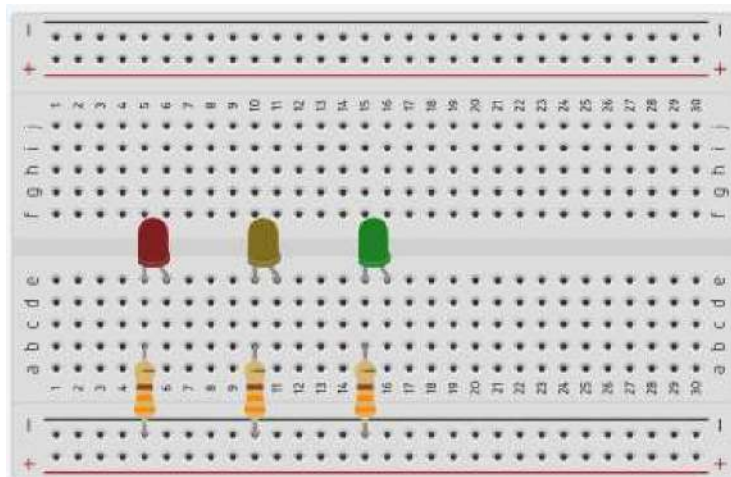 − −
+ +
1 2 3 4 5 6 7 8 9 10 11 12 13 14 15 16 17 18 19 20 21 22 23 24 25 26 27 28 29 30
j j
i i
h h
g g
f f
e e
d d
c c
b b
a a
1 2 3 4 5 6 7 8 9 10 11 12 13 14 15 16 17 18 19 20 21 22 23 24 25 26 27 28 29 30
− −
+ +